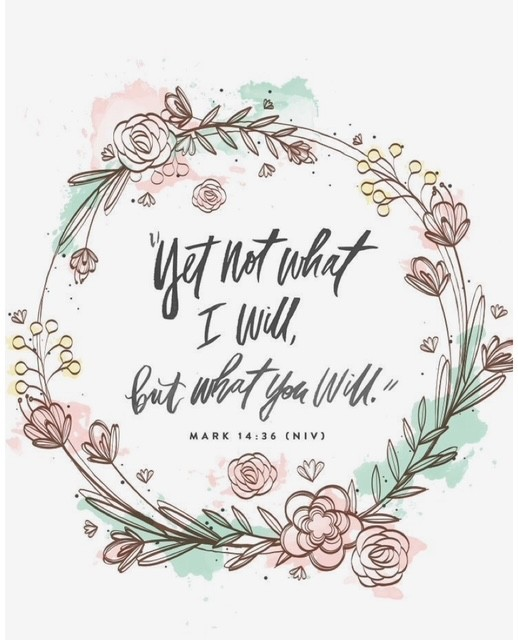 "Yet not what
I Will,
but what you Will."
MARK 14:36 (NIV)